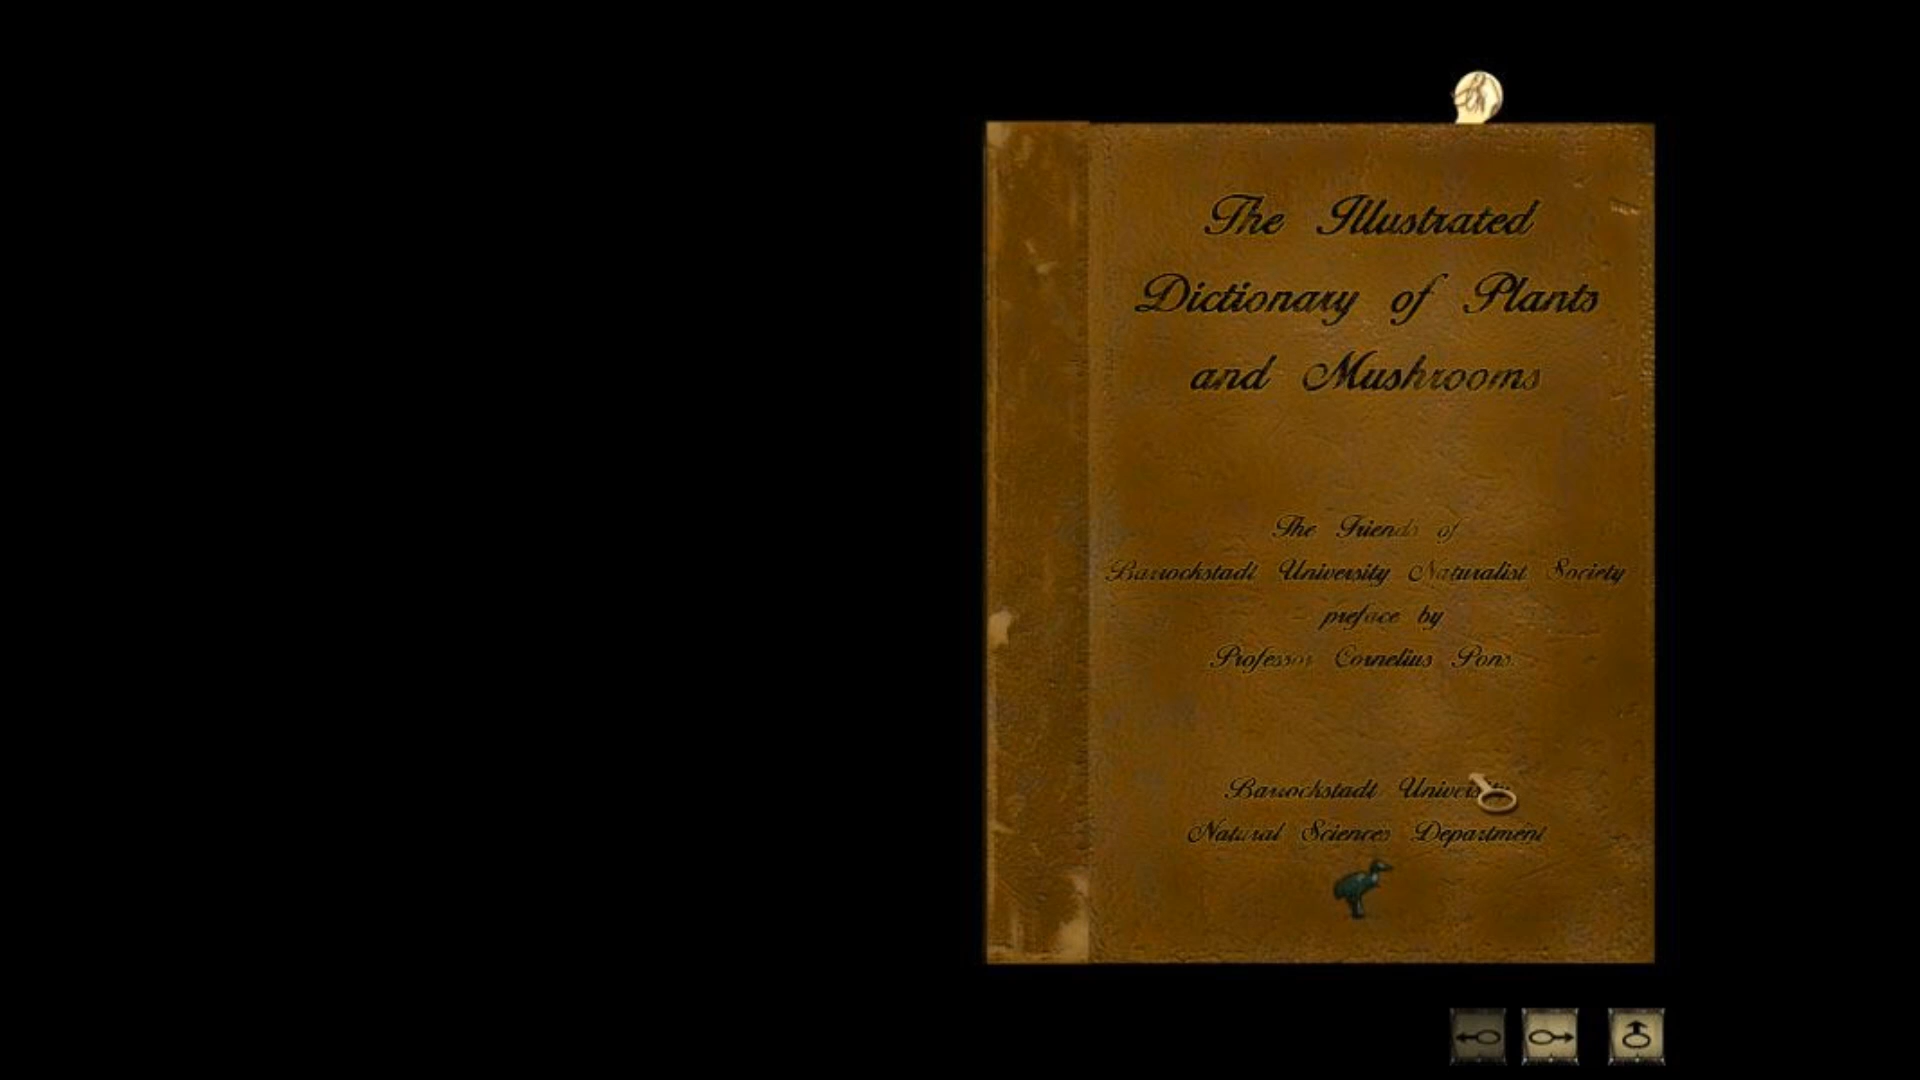 The Illustrated
Dictionary of Plants
and Mushrooms
The Friends of
Barrockstadt University Naturalist Society
preface by
Professor Cornelius Pons.
Barrockstadt University
Natural Sciences Department